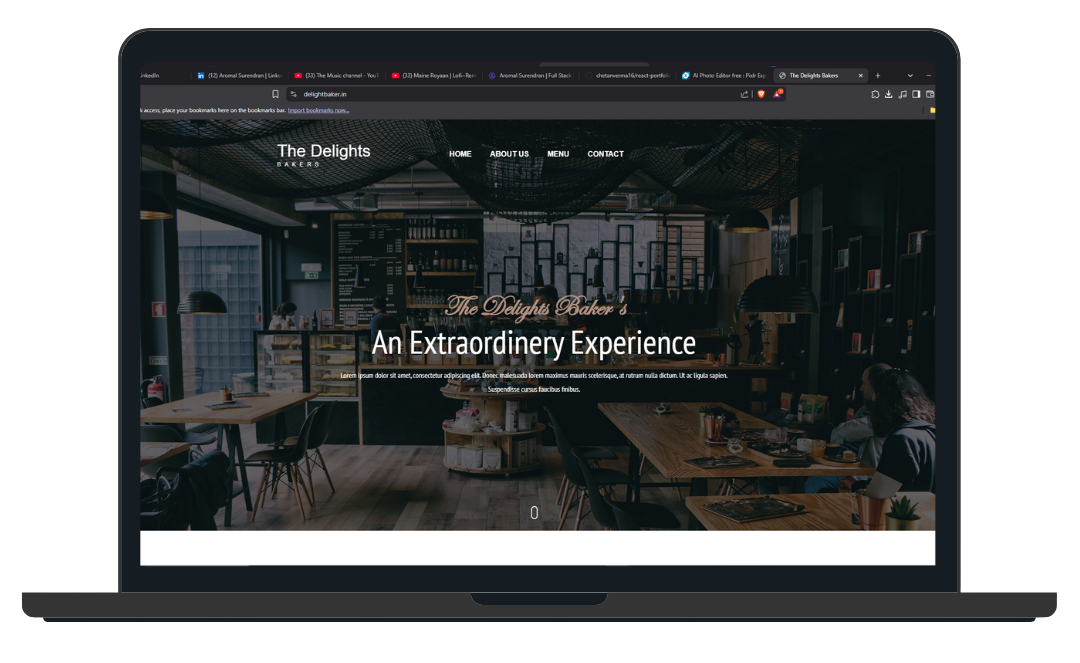 inkedIn
(12) Aromal Surendran | Linke
(33) The Music channel - YouT
(33) Maine Royaan | Lofi-Rem
Aromal Surendran | Full Stack
chetanverma16/react-portfolio
AI Photo Editor free : Pixlr Exp
The Delights Bakers
delightbaker.in
k access, place your bookmarks here on the bookmarks bar. Import bookmarks now...
The Delights
BAKERS
HOME ABOUT US MENU CONTACT
The Delights Baker's
An Extraordinery Experience
Lorem ipsum dolor sit amet, consectetur adipiscing elit. Donec malesuada lorem maximus mauris scelerisque, at rutrum nulla dictum. Ut ac ligula sapien.
Suspendisse cursus faucibus finibus.